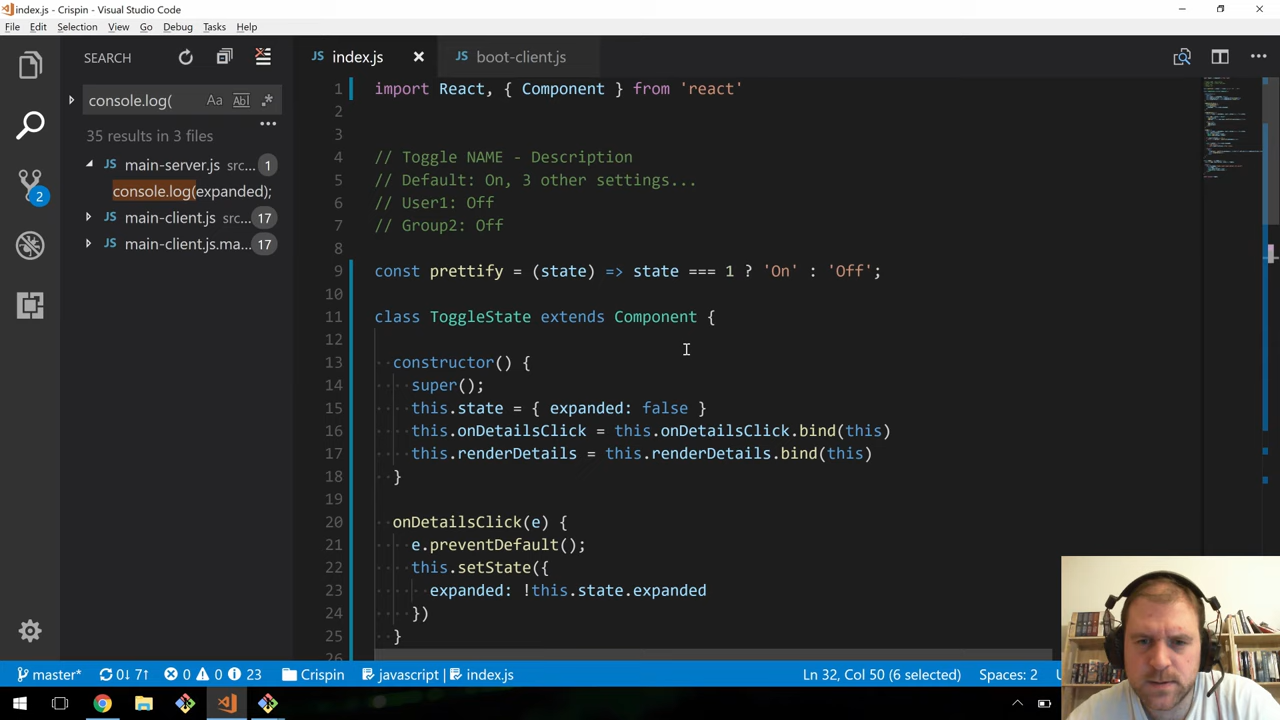 index.js - Crispin - Visual Studio Code
File Edit Selection View Go Debug Tasks Help
SEARCH
JS index.js
JS boot-client.js
console.log(
Aa Abl .*
35 results in 3 files
JS main-server.js src... 1
console.log(expanded);
JS main-client.js src... 17
JS main-client.js.ma... 17
2
1 import React, { Component } from 'react'
2
3
4 // Toggle NAME - Description
5 // Default: On, 3 other settings...
6 // User1: Off
7 // Group2: Off
8
9 const prettify = (state) => state === 1 ? 'On' : 'Off';
10
11 class ToggleState extends Component {
12
13 constructor() {
14 super();
15 this.state = { expanded: false }
16 this.onDetailsClick = this.onDetailsClick.bind(this)
17 this.renderDetails = this.renderDetails.bind(this)
18 }
19
20 onDetailsClick(e) {
21 e.preventDefault();
22 this.setState({
23 expanded: !this.state.expanded
24 })
25 }
26
master* 0↓ 7↑ 0 0 23 Crispin javascript index.js Ln 32, Col 50 (6 selected) Spaces: 2